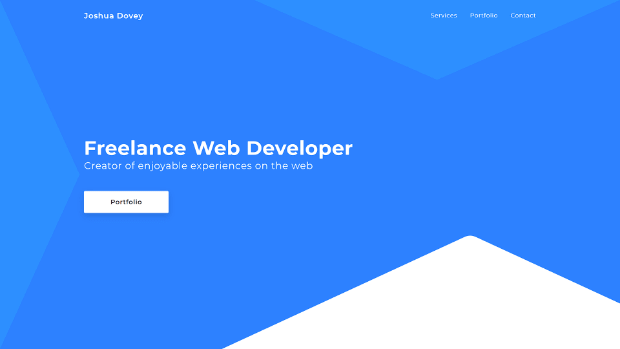 Joshua Dovey
Services Portfolio Contact
Freelance Web Developer
Creator of enjoyable experiences on the web
Portfolio